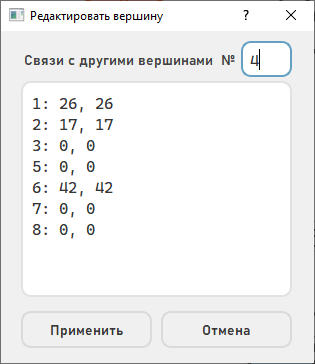 Редактировать вершину
?
Связи с другими вершинами № 4
1: 26, 26
2: 17, 17
3: 0, 0
5: 0, 0
6: 42, 42
7: 0, 0
8: 0, 0
Применить Отмена